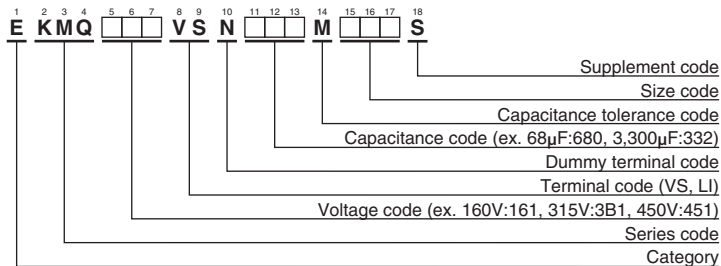 1 2 3 4 5 6 7 8 9 10 11 12 13 14 15 16 17 18
E KMQ VS N M S
Supplement code
Size code
Capacitance tolerance code
Capacitance code (ex. 68µF:680, 3,300µF:332)
Dummy terminal code
Terminal code (VS, LI)
Voltage code (ex. 160V:161, 315V:3B1, 450V:451)
Series code
Category